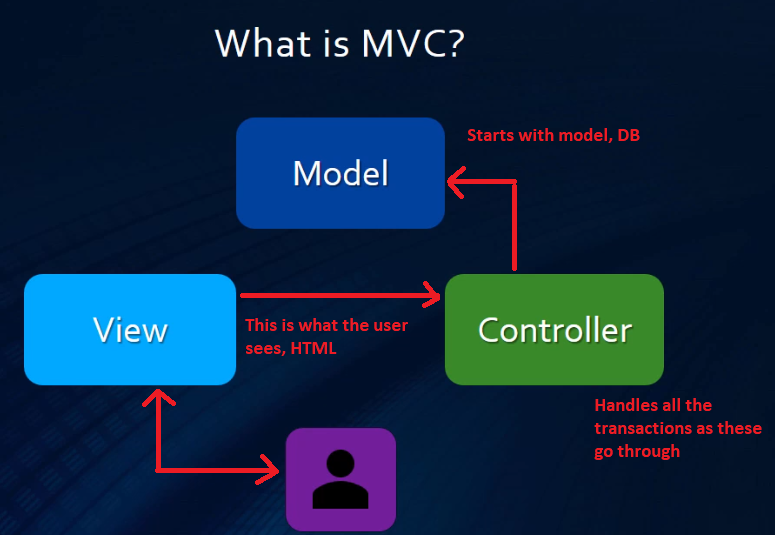 What is MVC?
Starts with model, DB
Model
View
This is what the user
sees, HTML
Controller
Handles all the
transactions as these
go through